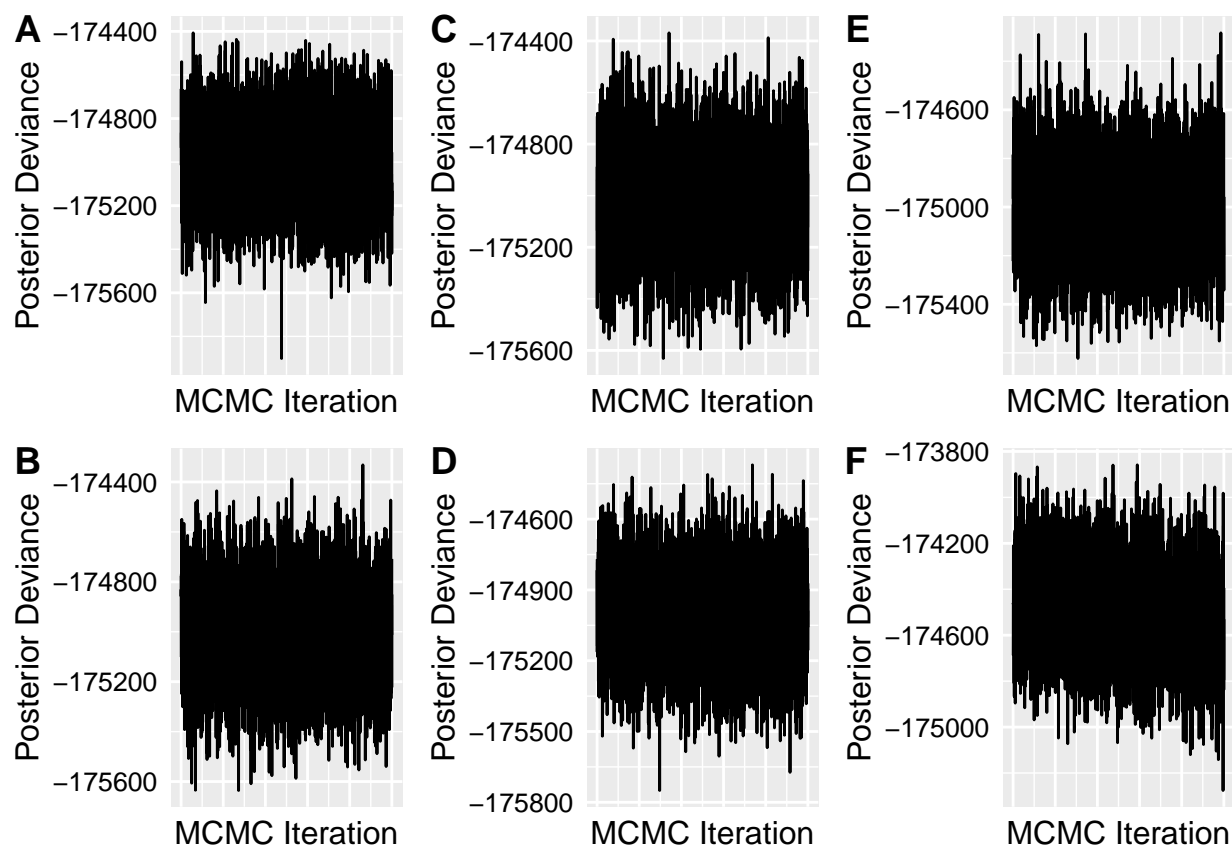 A
Posterior Deviance
−174400
−174800
−175200
−175600
MCMC Iteration
C
Posterior Deviance
−174400
−174800
−175200
−175600
MCMC Iteration
E
Posterior Deviance
−174600
−175000
−175400
MCMC Iteration
B
Posterior Deviance
−174400
−174800
−175200
−175600
MCMC Iteration
D
Posterior Deviance
−174600
−174900
−175200
−175500
−175800
MCMC Iteration
F
Posterior Deviance
−173800
−174200
−174600
−175000
MCMC Iteration